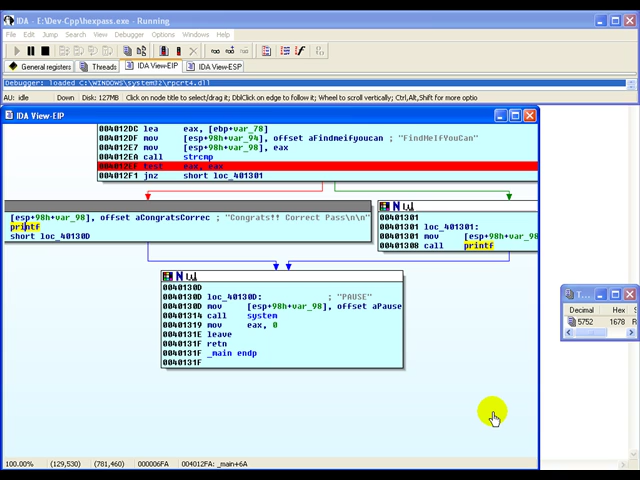 IDA - E:\Dev-Cpp\hexpass.exe - Running
File Edit Jump Search View Debugger Options Windows Help
General registers Threads IDA View-EIP IDA View-ESP
Debugger: loaded C:\WINDOWS\system32\rpcrt4.dll
AU: idle Down Disk: 127MB Click on node title to select/drag it; DblClick on edge to follow it; Wheel to scroll vertically; Ctrl,Alt,Shift for more optio
IDA View-EIP
004012DC lea eax, [ebp+var_78]
004012DF mov [esp+98h+var_94], offset aFindmeifyoucan ; "FindMeIfYouCan"
004012E7 mov [esp+98h+var_98], eax
004012EA call strcmp
004012EF test eax, eax
004012F1 jnz short loc_401301
[esp+98h+var_98], offset aCongratsCorrec ; "Congrats!! Correct Pass\n\n"
printf
short loc_40130D
00401301
00401301 loc_401301:
00401301 mov [esp+98h
00401308 call printf
0040130D
0040130D loc_40130D: ; "PAUSE"
0040130D mov [esp+98h+var_98], offset aPause
00401314 call system
00401319 mov eax, 0
0040131E leave
0040131F retn
0040131F _main endp
0040131F
T...
Decimal Hex S
5752 1678 R
100.00% (129,530) (781,460) 000006FA 004012FA: _main+6A